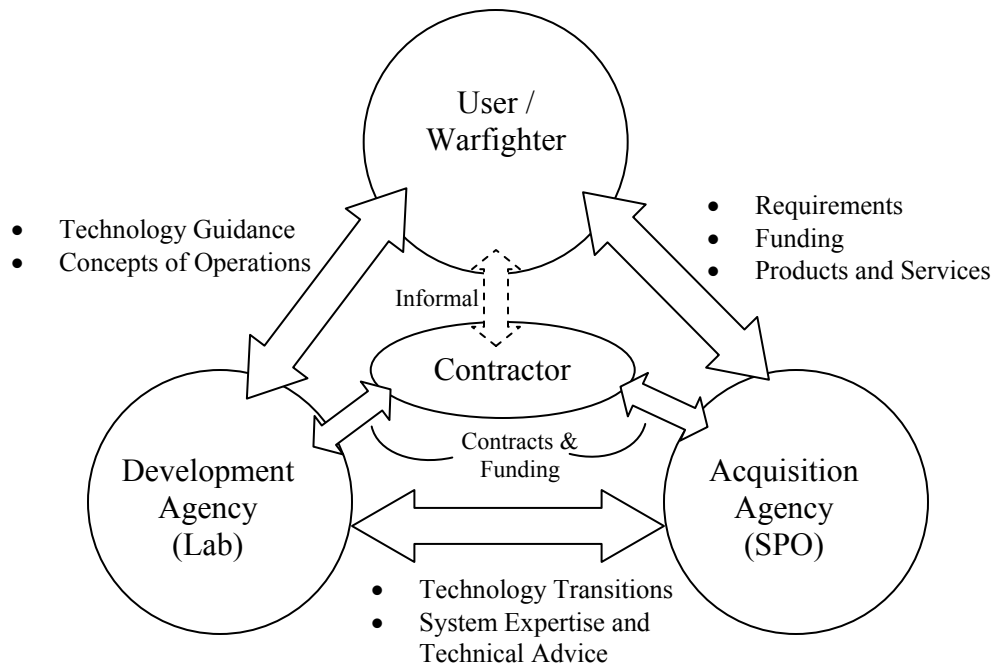 User /
Warfighter
• Technology Guidance
• Concepts of Operations
• Requirements
• Funding
• Products and Services
Informal
Contractor
Contracts &
Funding
Development
Agency
(Lab)
Acquisition
Agency
(SPO)
• Technology Transitions
• System Expertise and
Technical Advice